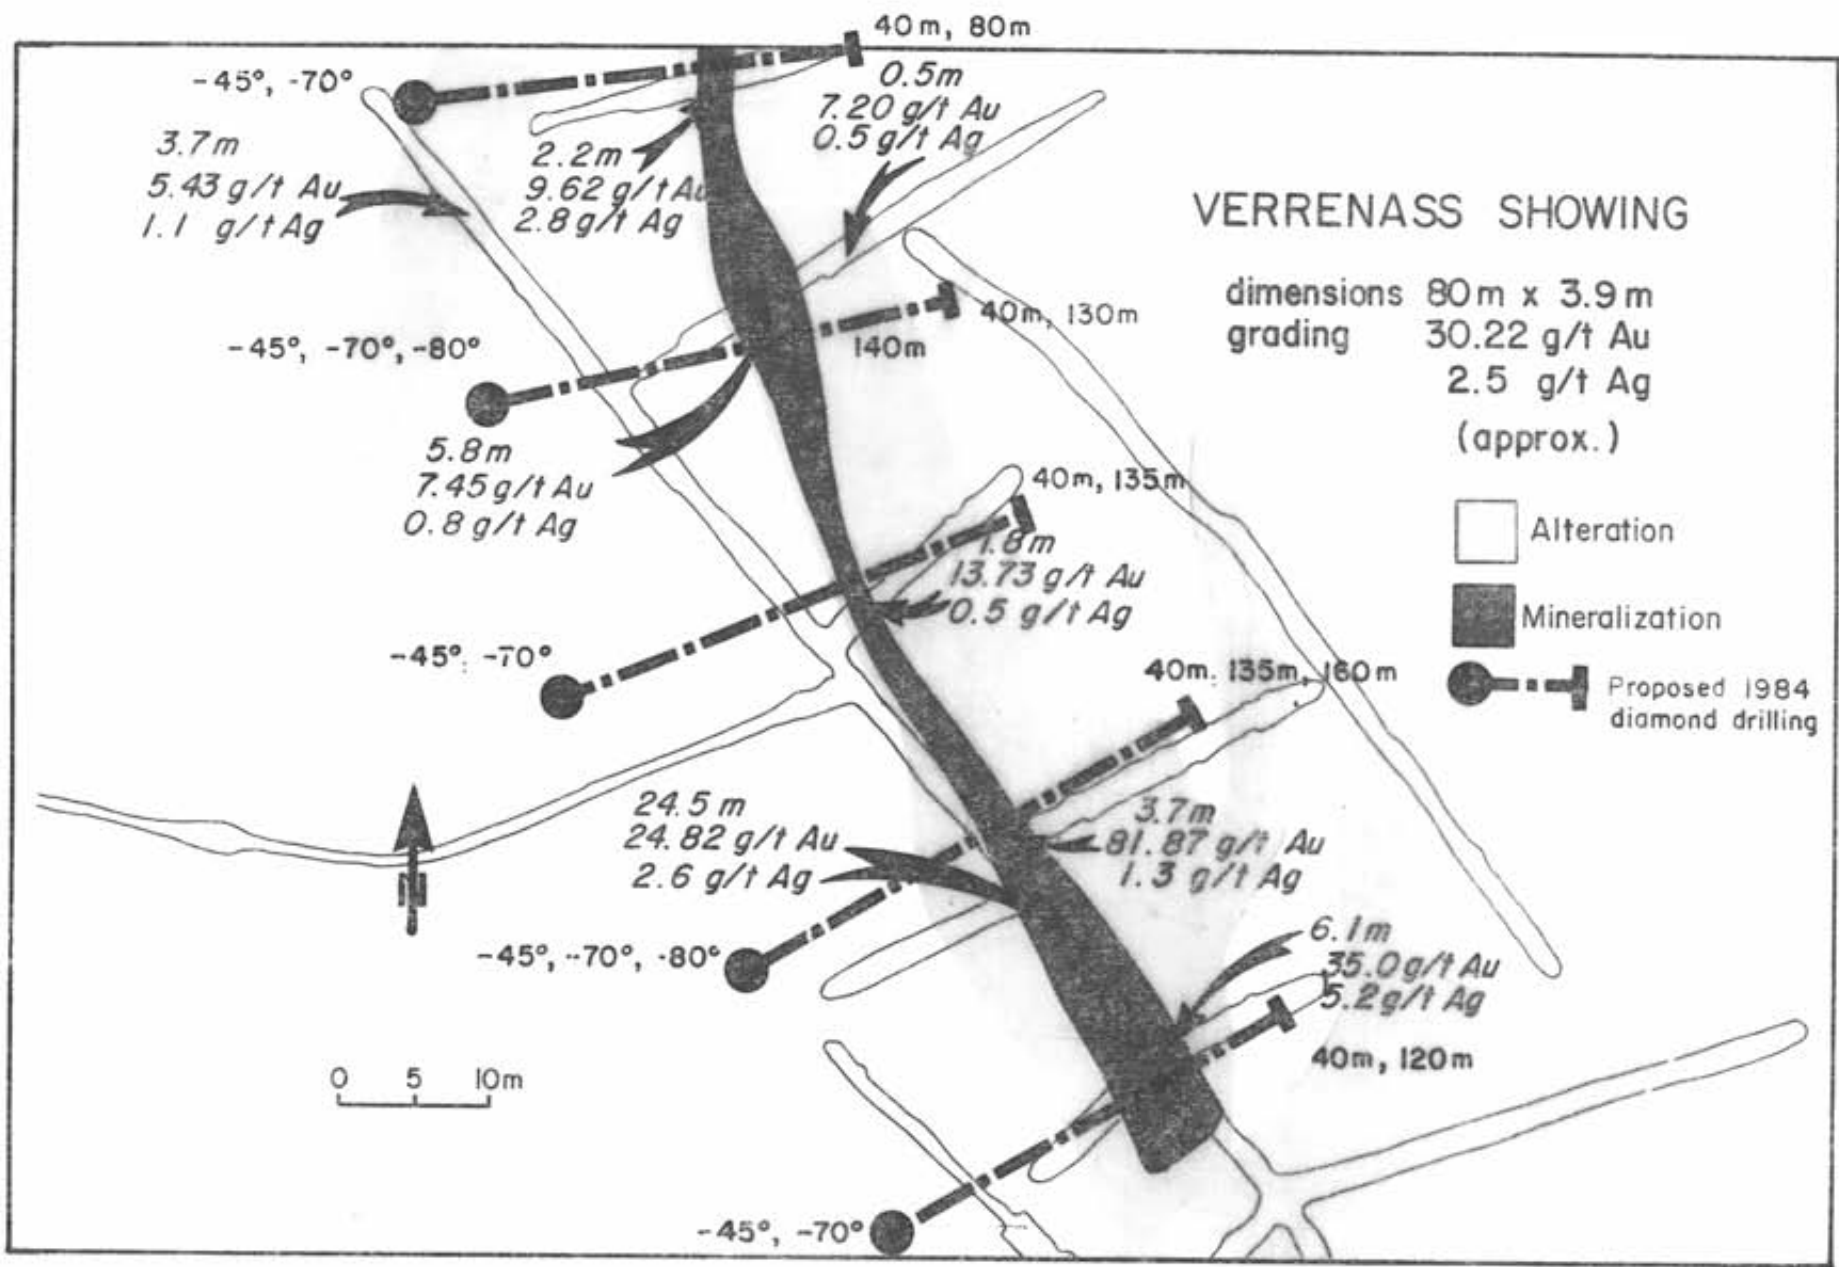 40m, 80m
-45°, -70°
0.5m
7.20 g/t Au
0.5 g/t Ag
3.7m
5.43 g/t Au
1.1 g/t Ag
2.2m
9.62 g/t Au
2.8 g/t Ag
VERRENASS SHOWING
dimensions 80m x 3.9m
grading 30.22 g/t Au
2.5 g/t Ag
(approx.)
40m, 130m
140m
-45°, -70°, -80°
5.8m
7.45 g/t Au
0.8 g/t Ag
40m, 135m
1.8m
13.73 g/t Au
0.5 g/t Ag
Alteration
Mineralization
Proposed 1984
diamond drilling
-45°, -70°
40m, 135m, 160m
24.5m
24.82 g/t Au
2.6 g/t Ag
3.7m
81.87 g/t Au
1.3 g/t Ag
N
-45°, -70°, -80°
6.1m
35.0 g/t Au
5.2 g/t Ag
40m, 120m
0 5 10m
-45°, -70°